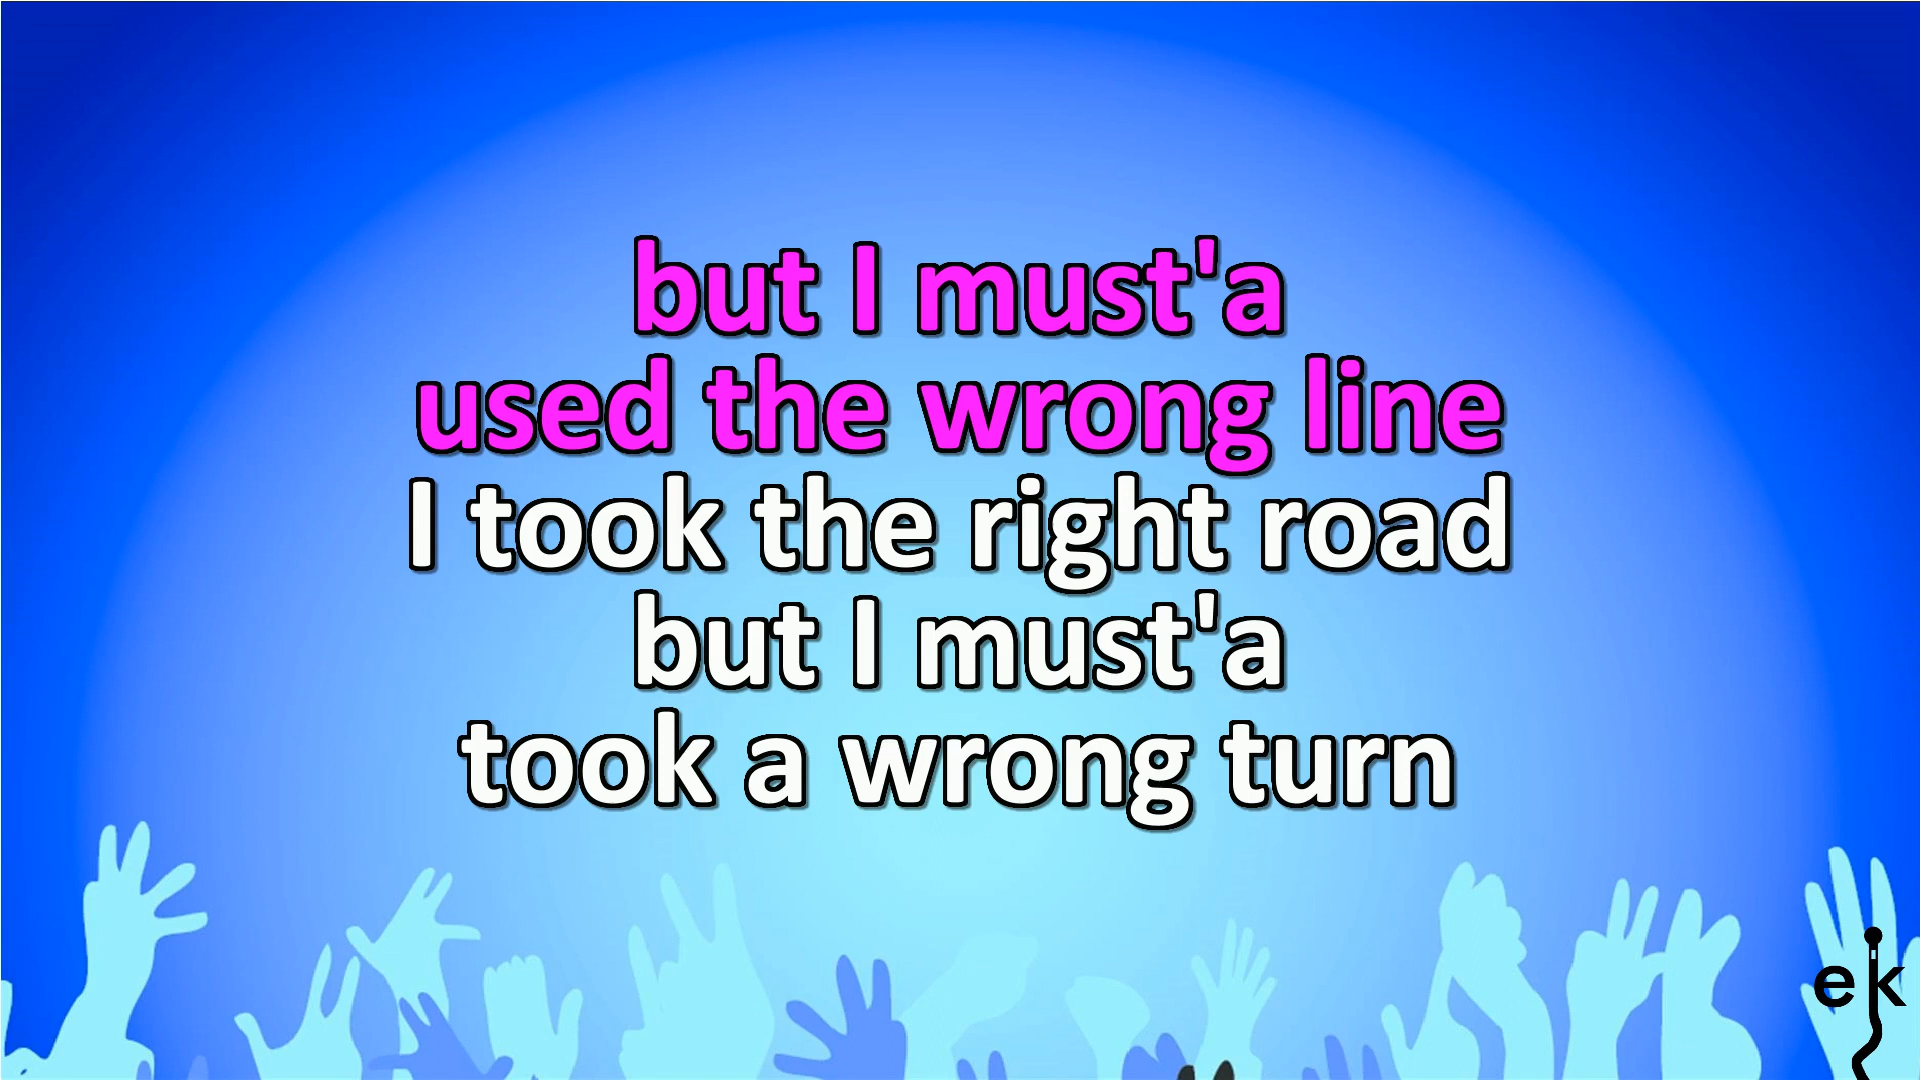 but I must'a
used the wrong line
I took the right road
but I must'a
took a wrong turn
ek